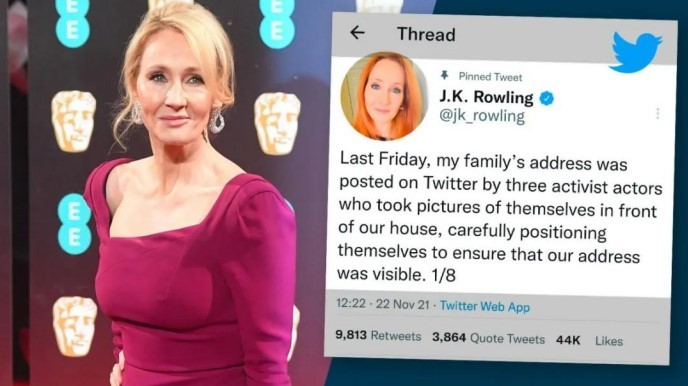 EE
EE
EE
Thread
Pinned Tweet
J.K. Rowling
@jk_rowling
Last Friday, my family's address was
posted on Twitter by three activist actors
who took pictures of themselves in front
of our house, carefully positioning
themselves to ensure that our address
was visible. 1/8
12:22 · 22 Nov 21 · Twitter Web App
9,813 Retweets 3,864 Quote Tweets 44K Likes